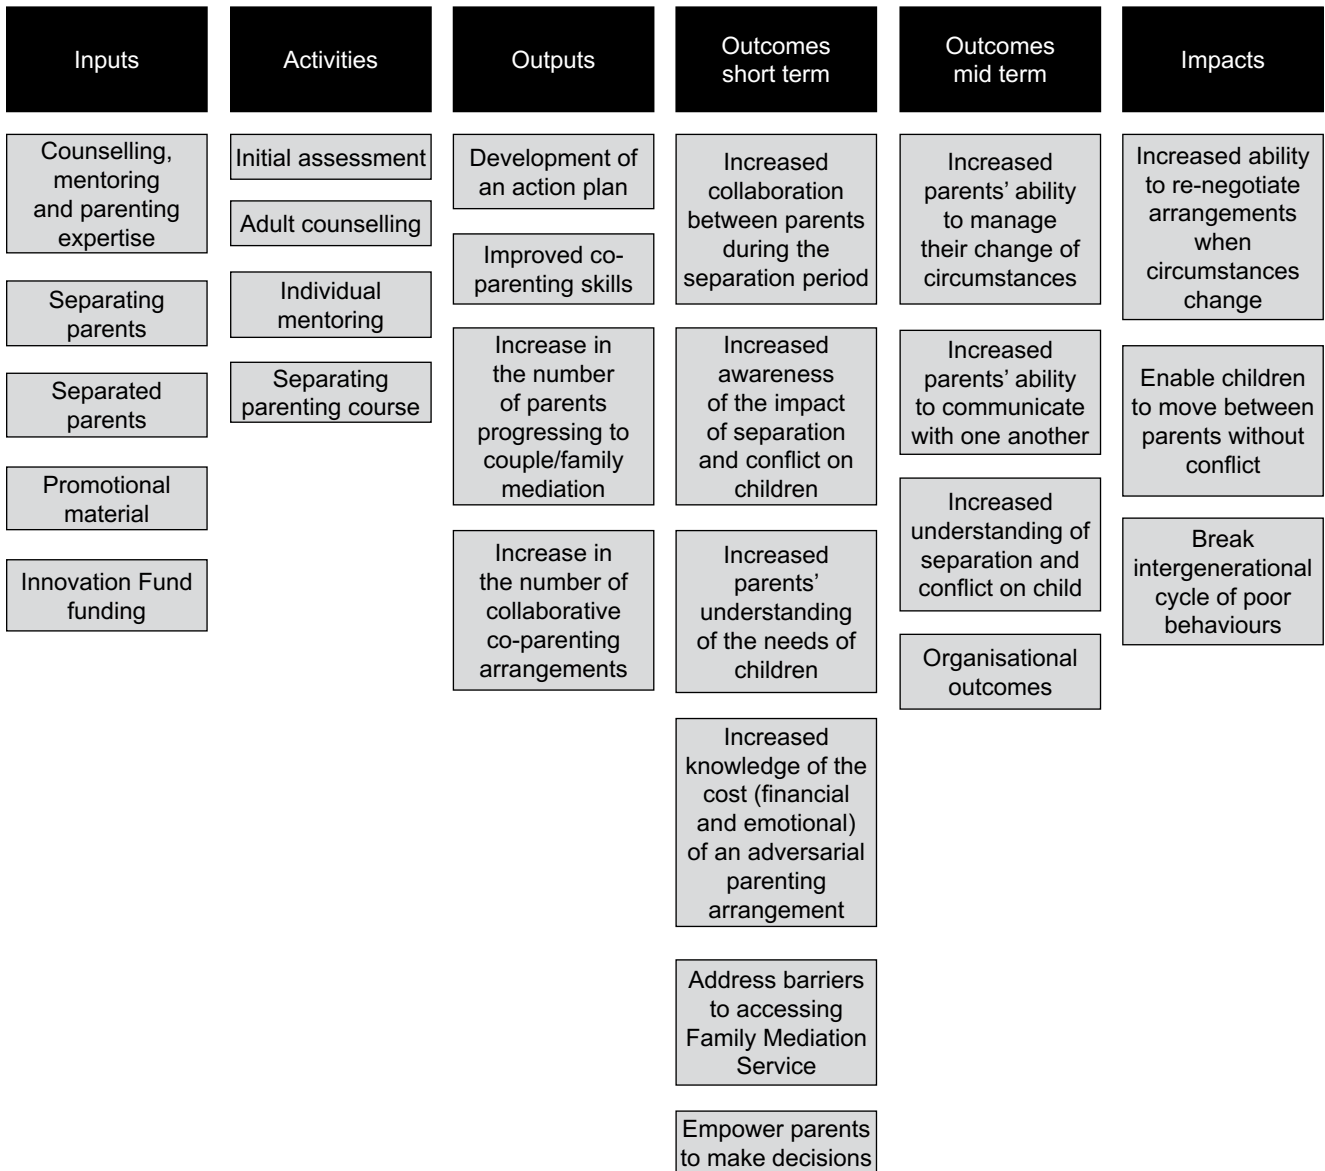 Inputs
Activities
Outputs
Outcomes
short term
Outcomes
mid term
Impacts
Counselling,
mentoring
and parenting
expertise
Separating
parents
Separated
parents
Promotional
material
Innovation Fund
funding
Initial assessment
Adult counselling
Individual
mentoring
Separating
parenting course
Development of
an action plan
Improved co-
parenting skills
Increase in
the number
of parents
progressing to
couple/family
mediation
Increase in
the number of
collaborative
co-parenting
arrangements
Increased
collaboration
between parents
during the
separation period
Increased
awareness
of the impact
of separation
and conflict on
children
Increased
parents’
understanding
of the needs of
children
Increased
knowledge of the
cost (financial
and emotional)
of an adversarial
parenting
arrangement
Address barriers
to accessing
Family Mediation
Service
Empower parents
to make decisions
Increased
parents’ ability
to manage
their change of
circumstances
Increased
parents’ ability
to communicate
with one another
Increased
understanding of
separation and
conflict on child
Organisational
outcomes
Increased ability
to re-negotiate
arrangements
when
circumstances
change
Enable children
to move between
parents without
conflict
Break
intergenerational
cycle of poor
behaviours